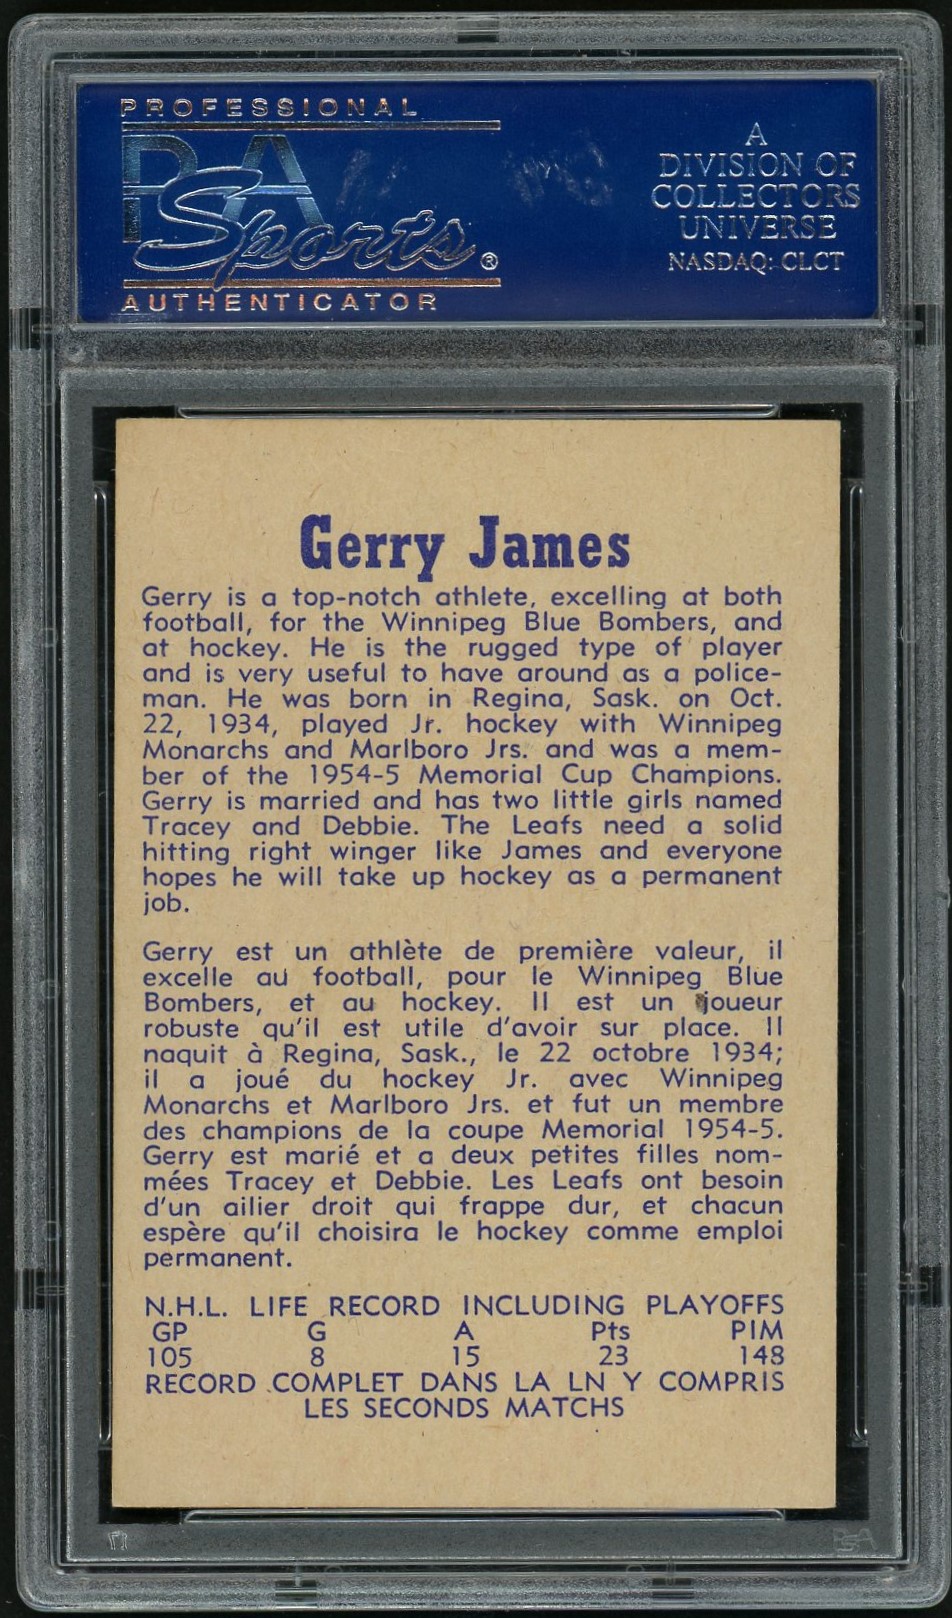 PROFESSIONAL
PSA
Sports®
AUTHENTICATOR
A
DIVISION OF
COLLECTORS
UNIVERSE
NASDAQ: CLCT
Gerry James
Gerry is a top-notch athlete, excelling at both
football, for the Winnipeg Blue Bombers, and
at hockey. He is the rugged type of player
and is very useful to have around as a police-
man. He was born in Regina, Sask. on Oct.
22, 1934, played Jr. hockey with Winnipeg
Monarchs and Marlboro Jrs. and was a mem-
ber of the 1954-5 Memorial Cup Champions.
Gerry is married and has two little girls named
Tracey and Debbie. The Leafs need a solid
hitting right winger like James and everyone
hopes he will take up hockey as a permanent
job.
Gerry est un athlète de première valeur, il
excelle au football, pour le Winnipeg Blue
Bombers, et au hockey. Il est un joueur
robuste qu'il est utile d'avoir sur place. Il
naquit à Regina, Sask., le 22 octobre 1934;
il a joué du hockey Jr. avec Winnipeg
Monarchs et Marlboro Jrs. et fut un membre
des champions de la coupe Memorial 1954-5.
Gerry est marié et a deux petites filles nom-
mées Tracey et Debbie. Les Leafs ont besoin
d'un ailier droit qui frappe dur, et chacun
espère qu'il choisira le hockey comme emploi
permanent.
N.H.L. LIFE RECORD INCLUDING PLAYOFFS
GP G A Pts PIM
105 8 15 23 148
RECORD COMPLET DANS LA LN Y COMPRIS
LES SECONDS MATCHS
PSA